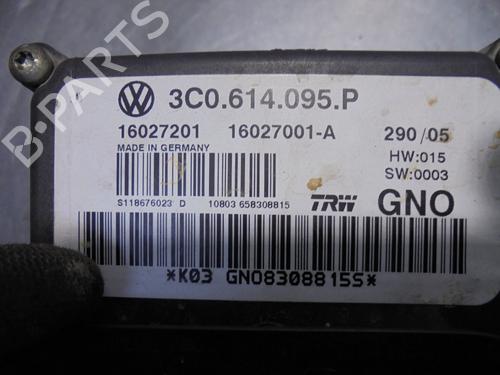 B-PARTS
3C0.614.095.P
16027201 16027001-A 290/05
MADE IN GERMANY HW:015
SW:0003
S118676023 D 10803 658308815 TRW GNO
*K03 GNO8308815S*